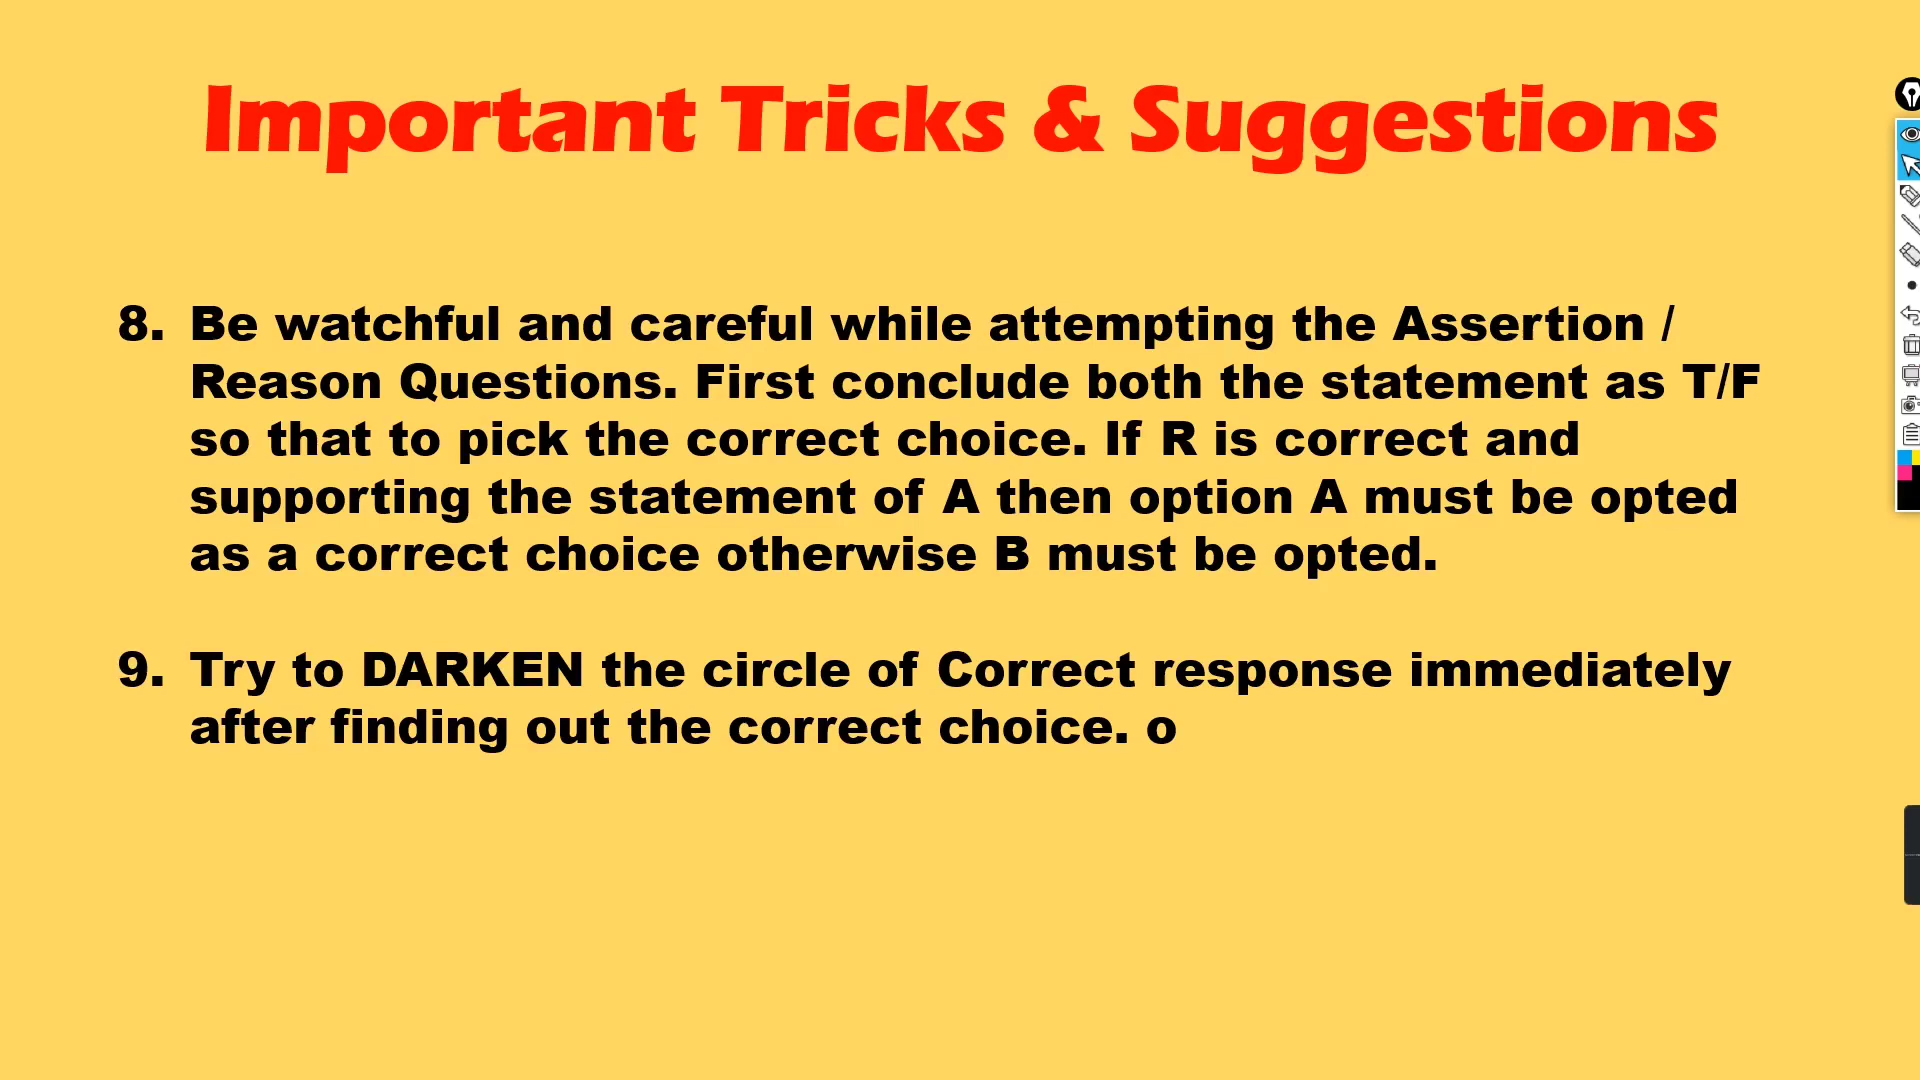 Important Tricks & Suggestions
8. Be watchful and careful while attempting the Assertion /
Reason Questions. First conclude both the statement as T/F
so that to pick the correct choice. If R is correct and
supporting the statement of A then option A must be opted
as a correct choice otherwise B must be opted.
9. Try to DARKEN the circle of Correct response immediately
after finding out the correct choice. o